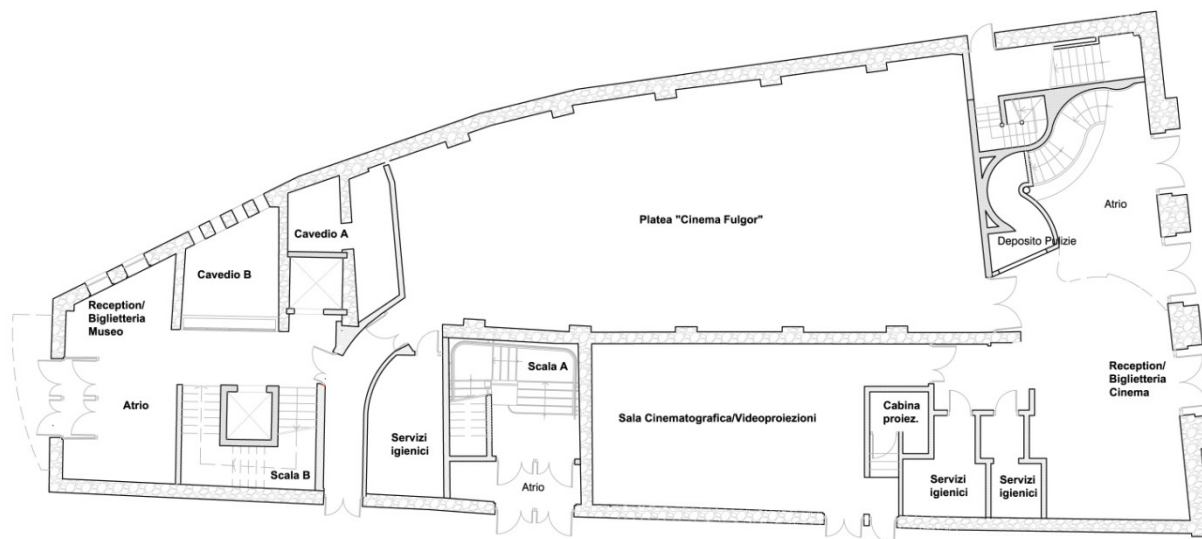 Platea "Cinema Fulgor"
Atrio
Deposito Pulizie
Cavedio A
Cavedio B
Reception/
Biglietteria
Museo
Atrio
Scala B
Servizi
igienici
Scala A
Atrio
Sala Cinematografica/Videoproiezioni
Cabina
proiez.
Servizi
igienici
Servizi
igienici
Reception/
Biglietteria
Cinema